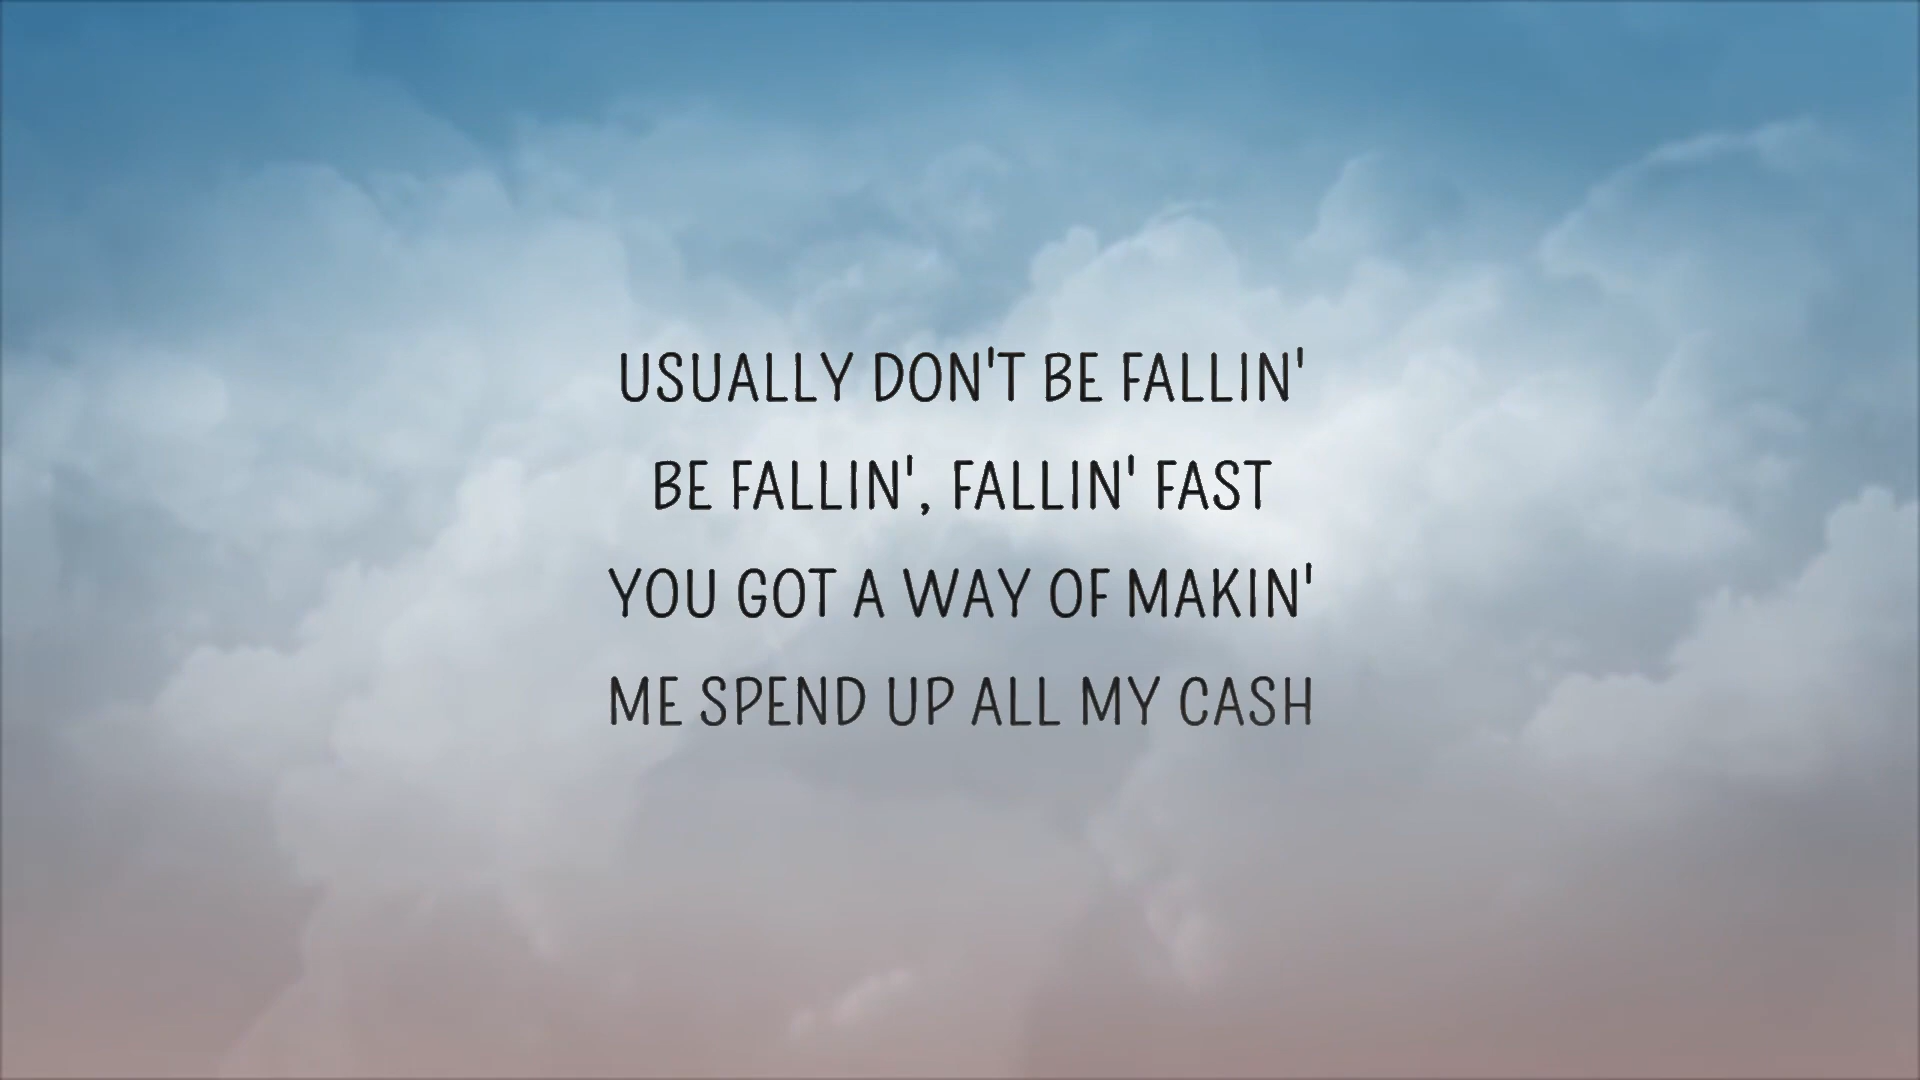 USUALLY DON'T BE FALLIN'
BE FALLIN', FALLIN' FAST
YOU GOT A WAY OF MAKIN'
ME SPEND UP ALL MY CASH